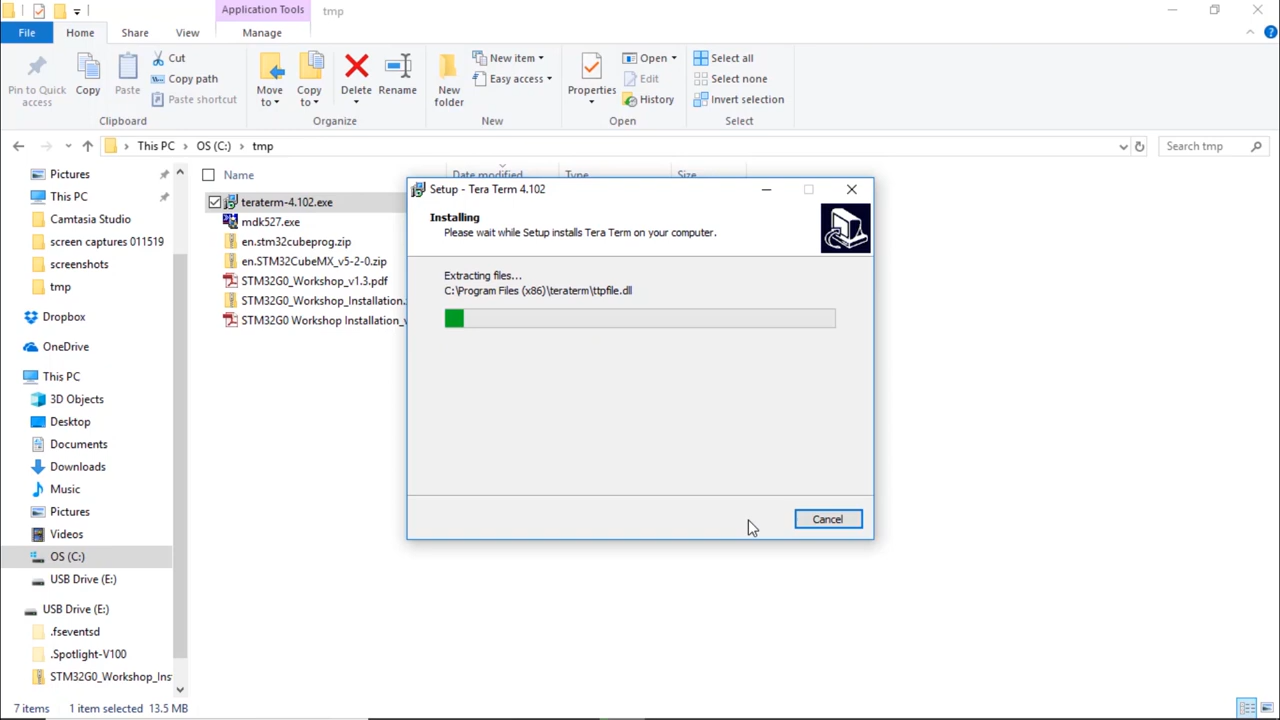 Application Tools
tmp
File
Home
Share
View
Manage
Pin to Quick access
Copy
Paste
Cut
Copy path
Paste shortcut
Move to
Copy to
Delete
Rename
New folder
New item
Easy access
Properties
Open
Edit
History
Select all
Select none
Invert selection
Clipboard
Organize
New
Open
Select
This PC
OS (C:)
tmp
Search tmp
Pictures
This PC
Camtasia Studio
screen captures 011519
screenshots
tmp
Dropbox
OneDrive
This PC
3D Objects
Desktop
Documents
Downloads
Music
Pictures
Videos
OS (C:)
USB Drive (E:)
USB Drive (E:)
.fseventsd
.Spotlight-V100
STM32G0_Workshop_Ins
Name
Date modified
Type
Size
teraterm-4.102.exe
mdk527.exe
en.stm32cubeprog.zip
en.STM32CubeMX_v5-2-0.zip
STM32G0_Workshop_v1.3.pdf
STM32G0_Workshop_Installation.
STM32G0 Workshop Installation_v
Setup - Tera Term 4.102
Installing
Please wait while Setup installs Tera Term on your computer.
Extracting files...
C:\Program Files (x86)\teraterm\ttpfile.dll
Cancel
7 items
1 item selected 13.5 MB